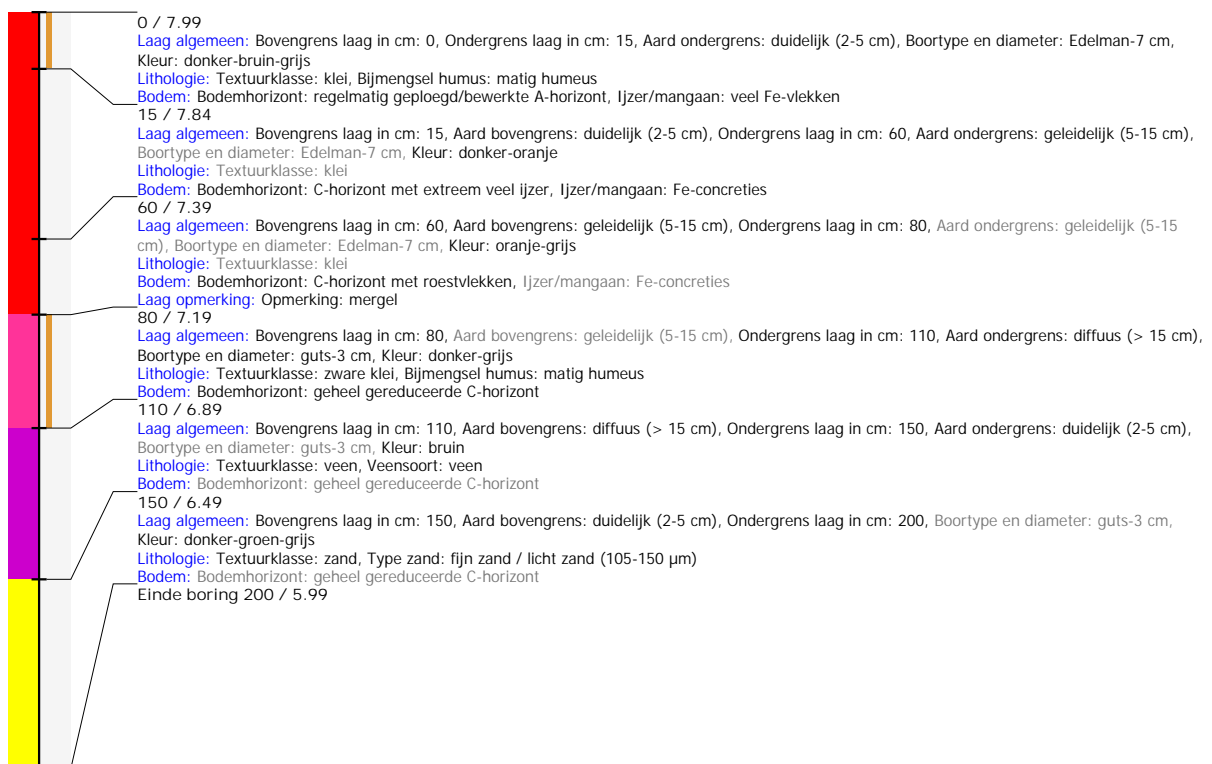 0 / 7.99
Laag algemeen: Bovengrens laag in cm: 0, Ondergrens laag in cm: 15, Aard ondergrens: duidelijk (2-5 cm), Boortype en diameter: Edelman-7 cm,
Kleur: donker-bruin-grijs
Lithologie: Textuurklasse: klei, Bijmengsel humus: matig humeus
Bodem: Bodemhorizont: regelmatig geploegd/bewerkte A-horizont, Ijzer/mangaan: veel Fe-vlekken
15 / 7.84
Laag algemeen: Bovengrens laag in cm: 15, Aard bovengrens: duidelijk (2-5 cm), Ondergrens laag in cm: 60, Aard ondergrens: geleidelijk (5-15 cm),
Boortype en diameter: Edelman-7 cm, Kleur: donker-oranje
Lithologie: Textuurklasse: klei
Bodem: Bodemhorizont: C-horizont met extreem veel ijzer, Ijzer/mangaan: Fe-concreties
60 / 7.39
Laag algemeen: Bovengrens laag in cm: 60, Aard bovengrens: geleidelijk (5-15 cm), Ondergrens laag in cm: 80, Aard ondergrens: geleidelijk (5-15
cm), Boortype en diameter: Edelman-7 cm, Kleur: oranje-grijs
Lithologie: Textuurklasse: klei
Bodem: Bodemhorizont: C-horizont met roestvlekken, Ijzer/mangaan: Fe-concreties
Laag opmerking: Opmerking: mergel
80 / 7.19
Laag algemeen: Bovengrens laag in cm: 80, Aard bovengrens: geleidelijk (5-15 cm), Ondergrens laag in cm: 110, Aard ondergrens: diffuus (> 15 cm),
Boortype en diameter: guts-3 cm, Kleur: donker-grijs
Lithologie: Textuurklasse: zware klei, Bijmengsel humus: matig humeus
Bodem: Bodemhorizont: geheel gereduceerde C-horizont
110 / 6.89
Laag algemeen: Bovengrens laag in cm: 110, Aard bovengrens: diffuus (> 15 cm), Ondergrens laag in cm: 150, Aard ondergrens: duidelijk (2-5 cm),
Boortype en diameter: guts-3 cm, Kleur: bruin
Lithologie: Textuurklasse: veen, Veensoort: veen
Bodem: Bodemhorizont: geheel gereduceerde C-horizont
150 / 6.49
Laag algemeen: Bovengrens laag in cm: 150, Aard bovengrens: duidelijk (2-5 cm), Ondergrens laag in cm: 200, Boortype en diameter: guts-3 cm,
Kleur: donker-groen-grijs
Lithologie: Textuurklasse: zand, Type zand: fijn zand / licht zand (105-150 µm)
Bodem: Bodemhorizont: geheel gereduceerde C-horizont
Einde boring 200 / 5.99